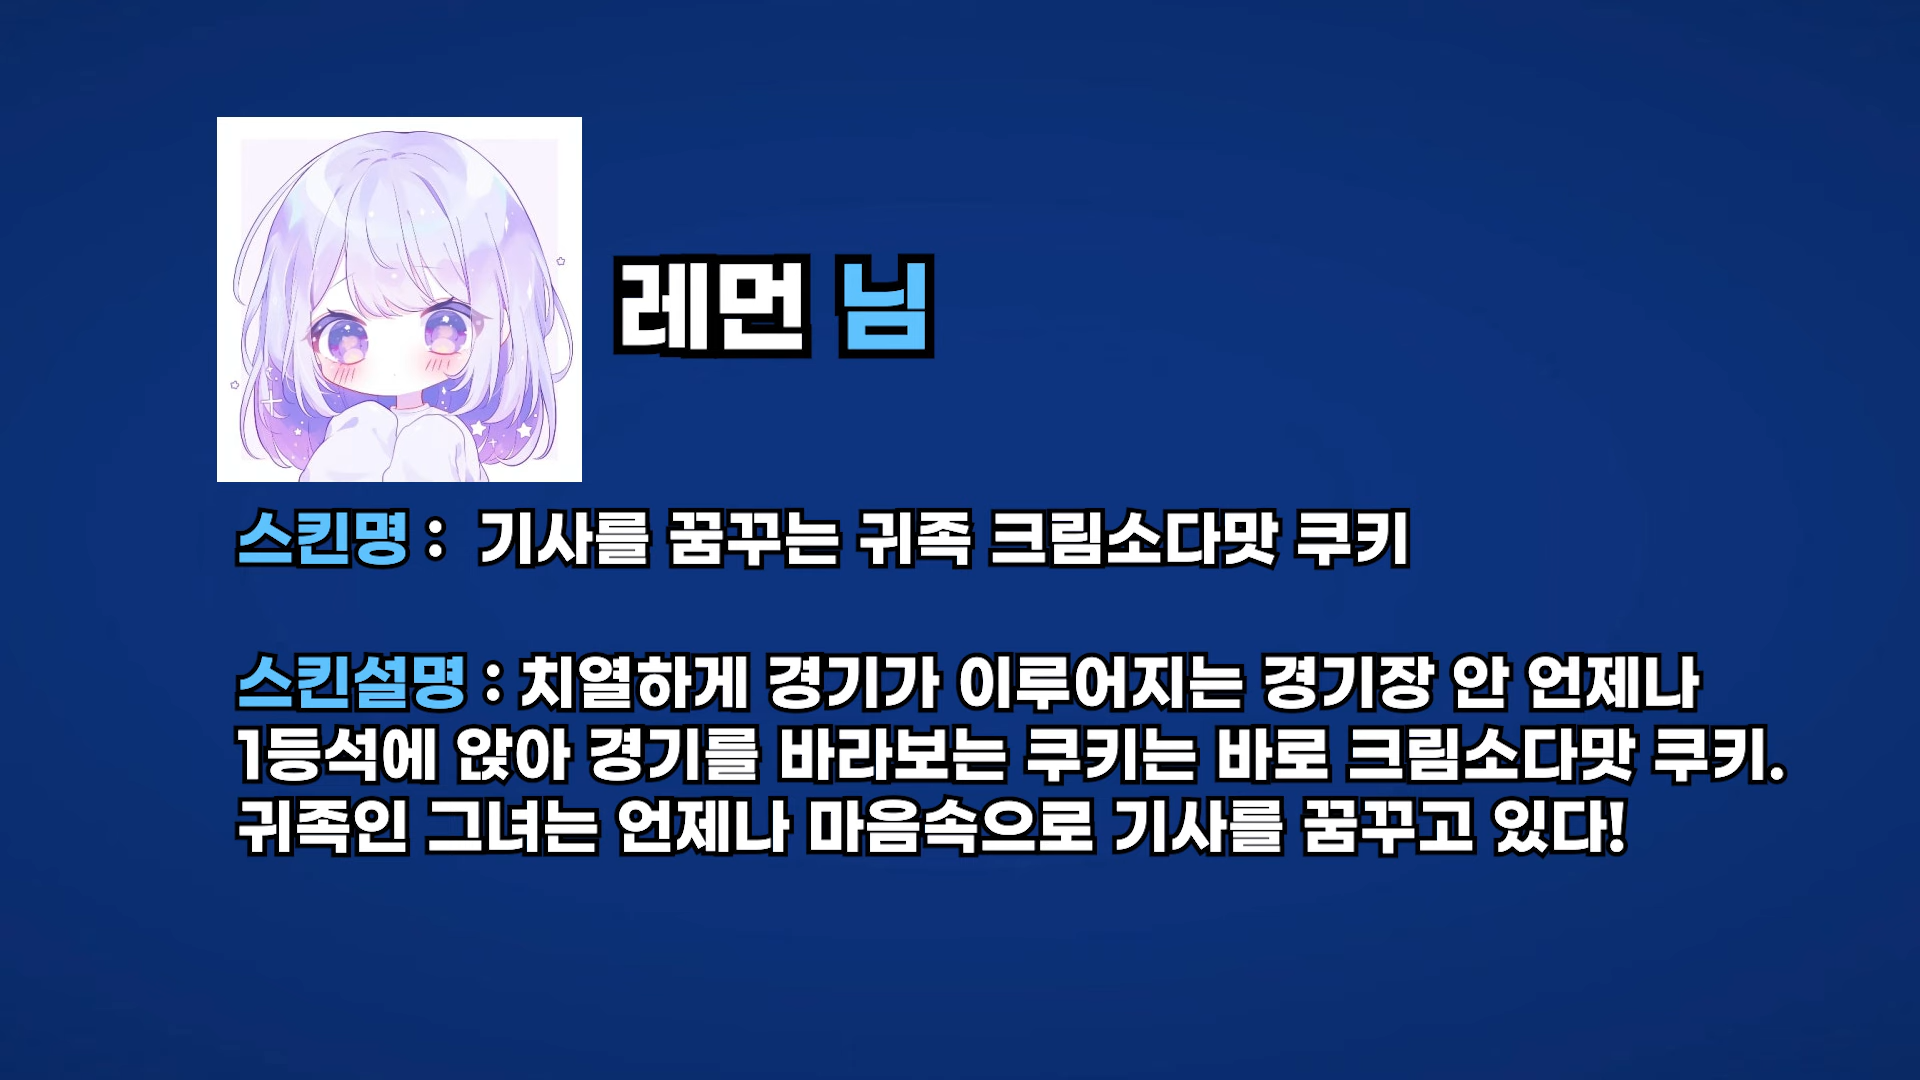 레먼 님
스킨명 : 기사를 꿈꾸는 귀족 크림소다맛 쿠키
스킨설명 : 치열하게 경기가 이루어지는 경기장 안 언제나
1등석에 앉아 경기를 바라보는 쿠키는 바로 크림소다맛 쿠키.
귀족인 그녀는 언제나 마음속으로 기사를 꿈꾸고 있다!